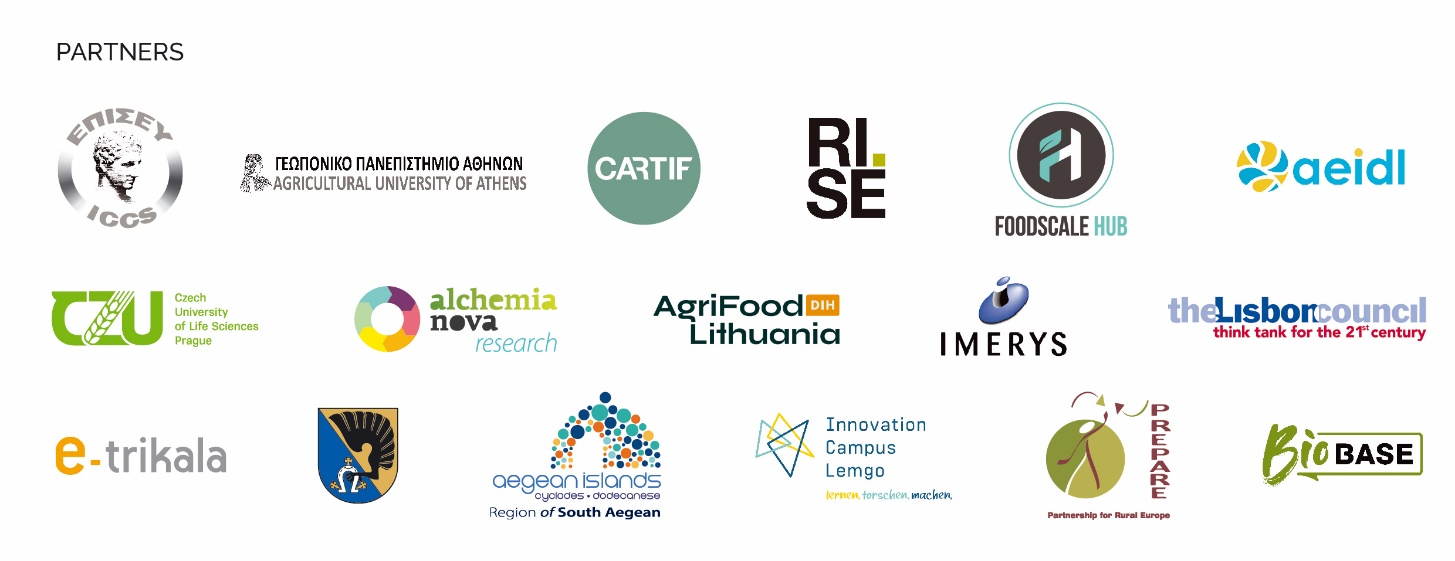 PARTNERS
ΕΠΙΣΕΥ
ICCS
ΓΕΩΠΟΝΙΚΟ ΠΑΝΕΠΙΣΤΗΜΙΟ ΑΘΗΝΩΝ
AGRICULTURAL UNIVERSITY OF ATHENS
CARTIF
RI.
SE
FOODSCALE HUB
aeidl
CZU
Czech
University
of Life Sciences
Prague
alchemia
nova
research
AgriFood DIH
Lithuania
IMERYS
theLisboncouncil
think tank for the 21st century
e-trikala
aegean islands
cyclades • dodecanese
Region of South Aegean
Innovation
Campus
Lemgo
lernen. forschen. machen.
PREPARE
Partnership for Rural Europe
BioBASE